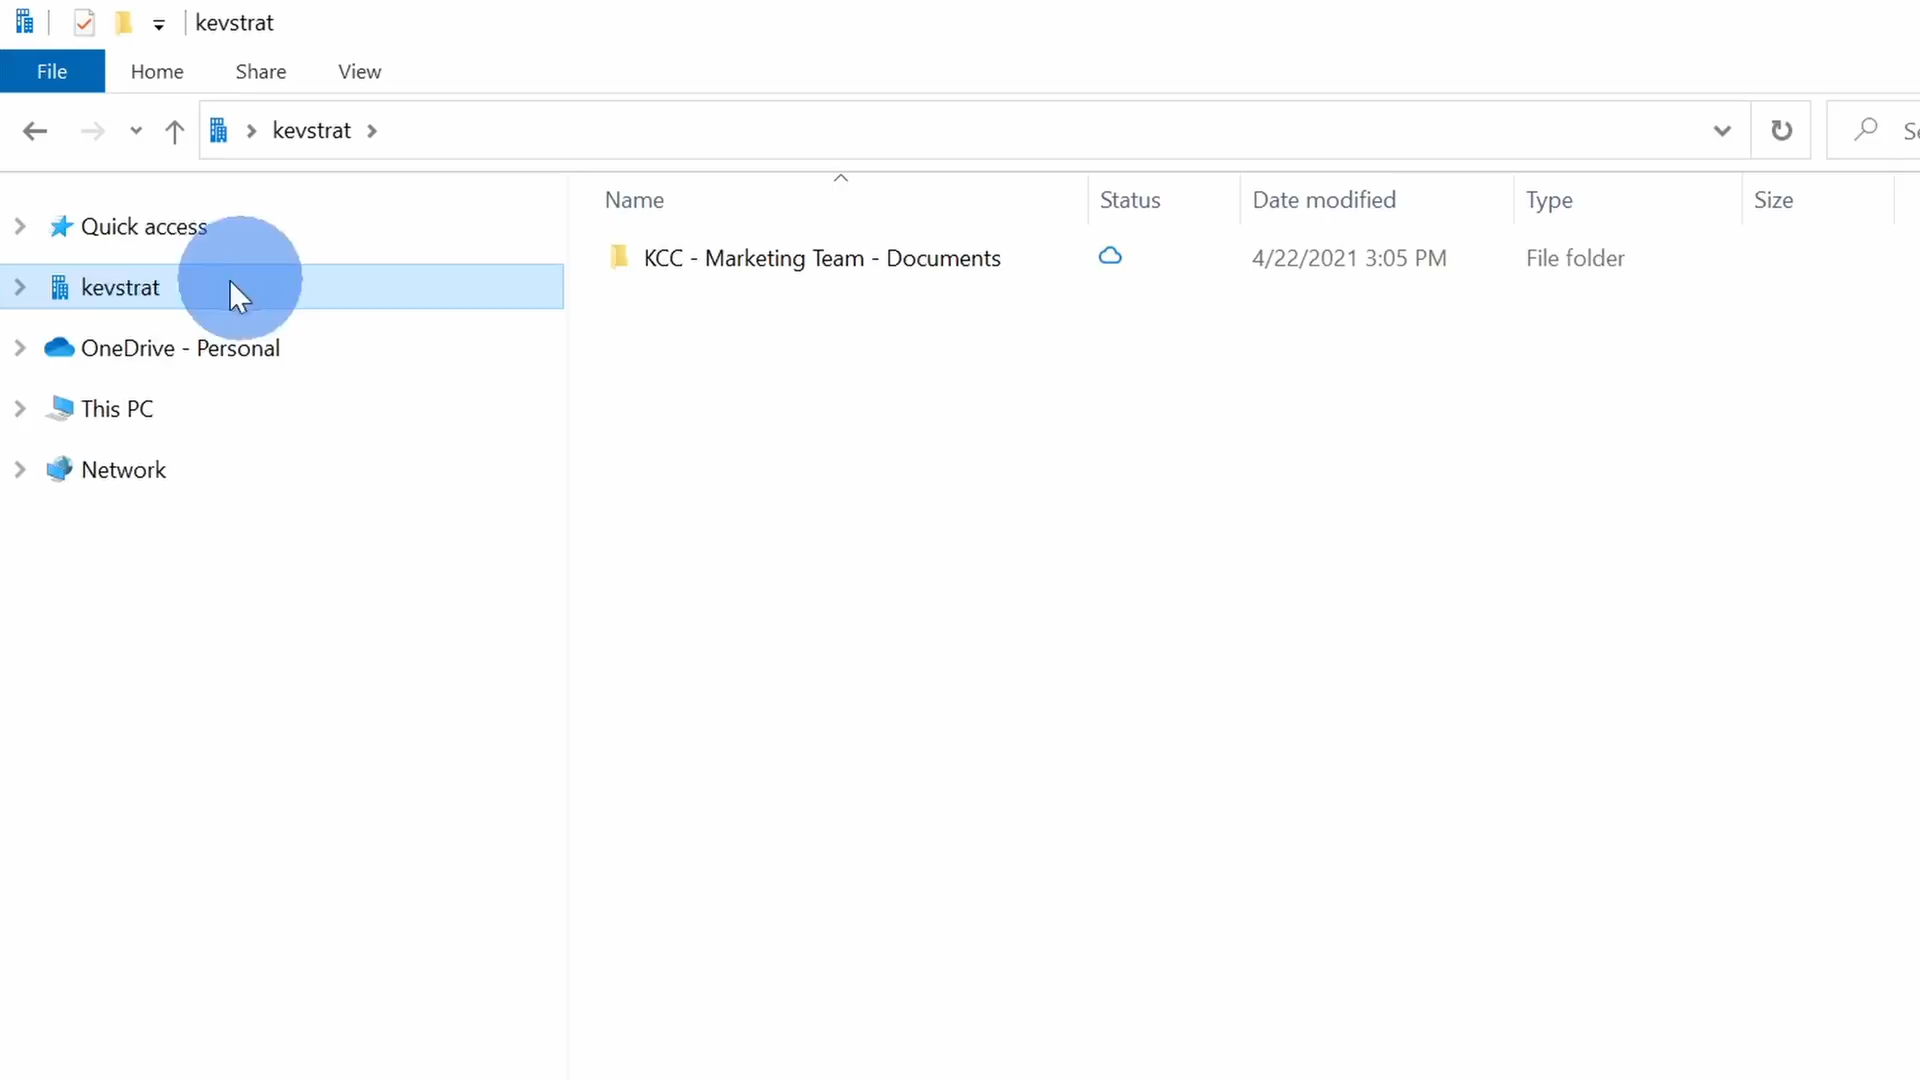 kevstrat
File Home Share View
kevstrat
Name Status Date modified Type Size
Quick access
KCC - Marketing Team - Documents 4/22/2021 3:05 PM File folder
kevstrat
OneDrive - Personal
This PC
Network